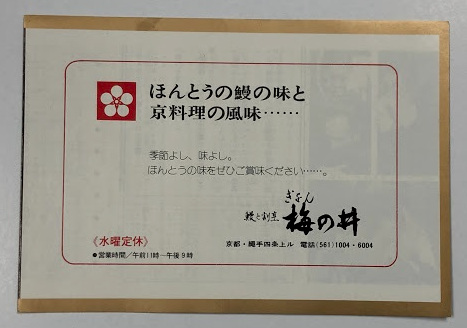 ほんとうの鰻の味と
京料理の風味……
季節よし、味よし。
ほんとうの味をぜひご賞味ください……。
ぎおん
鰻と割烹 梅の井
《水曜定休》
●営業時間／午前11時―午後9時
京都・縄手四条上ル 電話(561)1004・6004